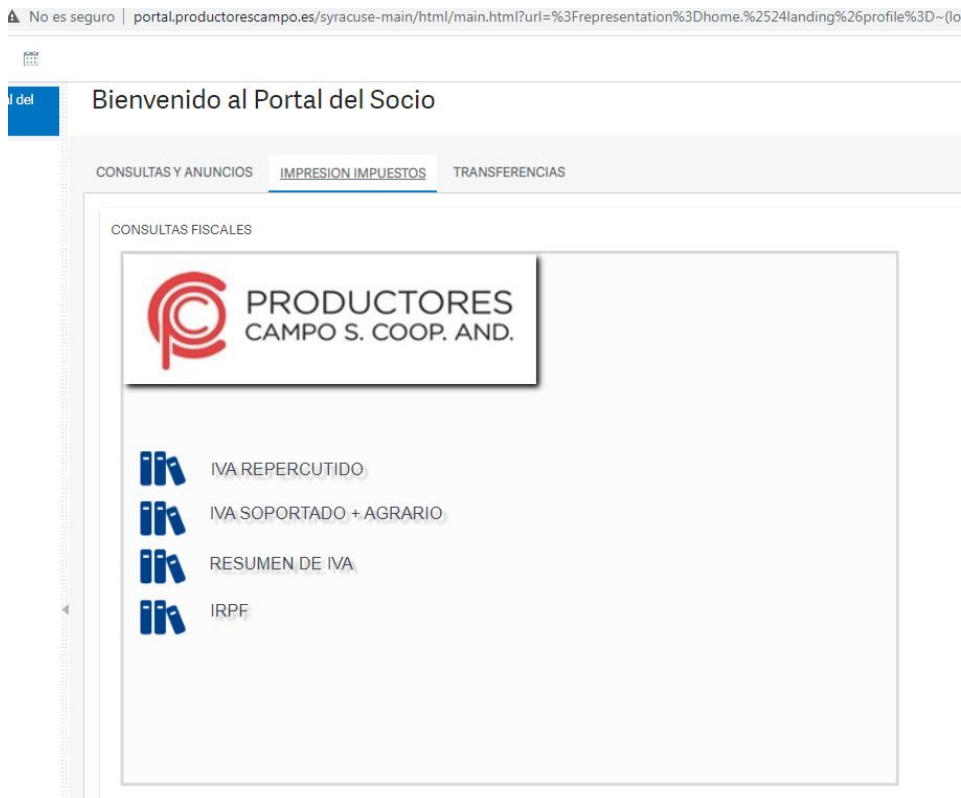 No es seguro | portal.productorescampo.es/syracuse-main/html/main.html?url=%3Frepresentation%3Dhome.%2524landing%26profile%3D~(lo
l del
Bienvenido al Portal del Socio
CONSULTAS Y ANUNCIOS IMPRESION IMPUESTOS TRANSFERENCIAS
CONSULTAS FISCALES
PRODUCTORES
CAMPO S. COOP. AND.
IVA REPERCUTIDO
IVA SOPORTADO + AGRARIO
RESUMEN DE IVA
IRPF